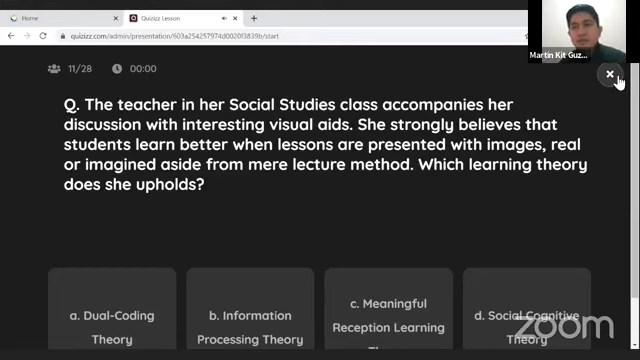 Home
Quizizz Lesson
quizizz.com/admin/presentation/603a254257974d0020f3839b/start
Martin Kit Guz...
11/28
00:00
Q. The teacher in her Social Studies class accompanies her
discussion with interesting visual aids. She strongly believes that
students learn better when lessons are presented with images, real
or imagined aside from mere lecture method. Which learning theory
does she upholds?
a. Dual-Coding
Theory
b. Information
Processing Theory
c. Meaningful
Reception Learning
d. Social Cognitive
Theory
zoom